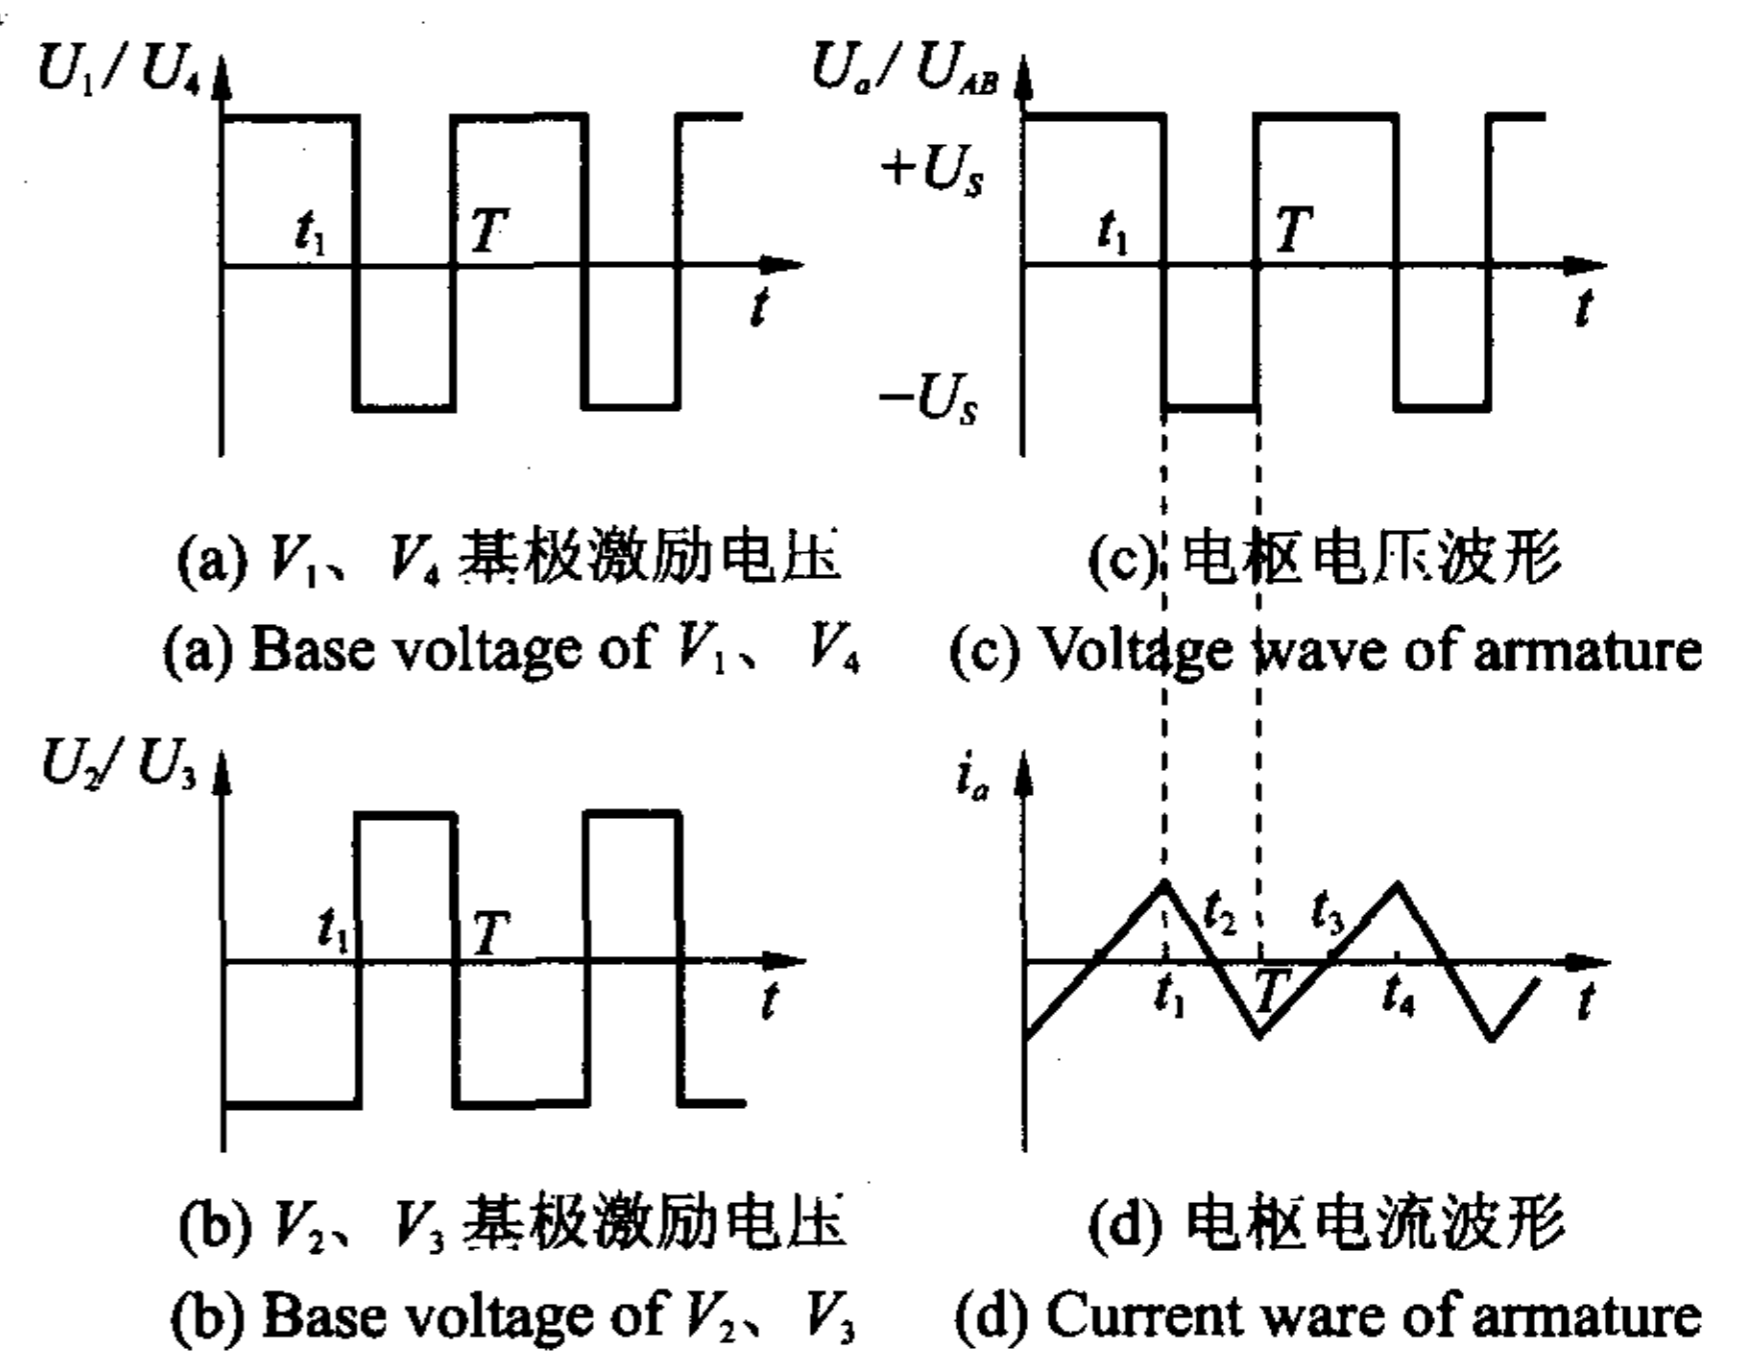 U₁/ U₄
t₁
T
t
(a) V₁、 V₄ 基极激励电压
(a) Base voltage of V₁、 V₄
Uₐ/ U_AB
+U_S
t₁
T
t
−U_S
(c) 电枢电压波形
(c) Voltage wave of armature
U₂/ U₃
t₁
T
t
(b) V₂、 V₃ 基极激励电压
(b) Base voltage of V₂、 V₃
iₐ
t₂
t₃
t₁
T
t₄
t
(d) 电枢电流波形
(d) Current ware of armature